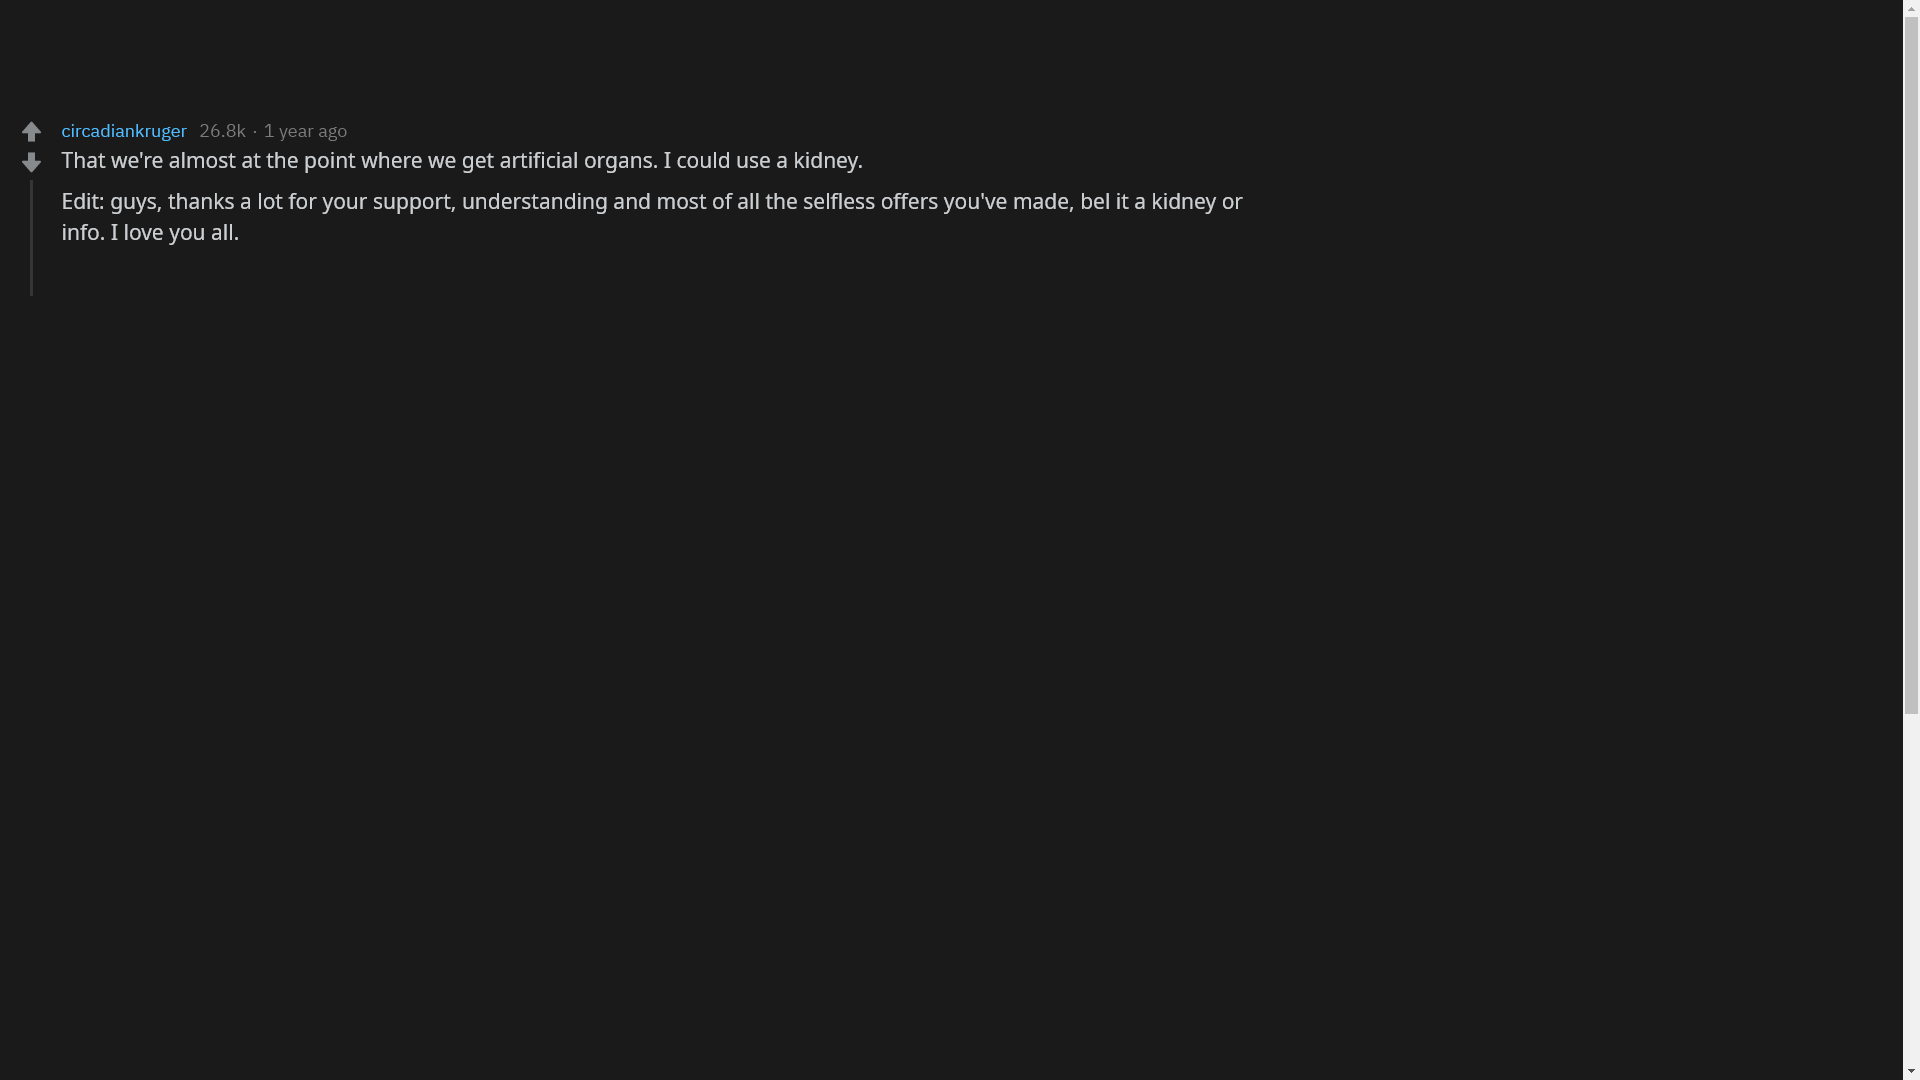 circadiankruger 26.8k · 1 year ago
That we're almost at the point where we get artificial organs. I could use a kidney.
Edit: guys, thanks a lot for your support, understanding and most of all the selfless offers you've made, bel it a kidney or
info. I love you all.